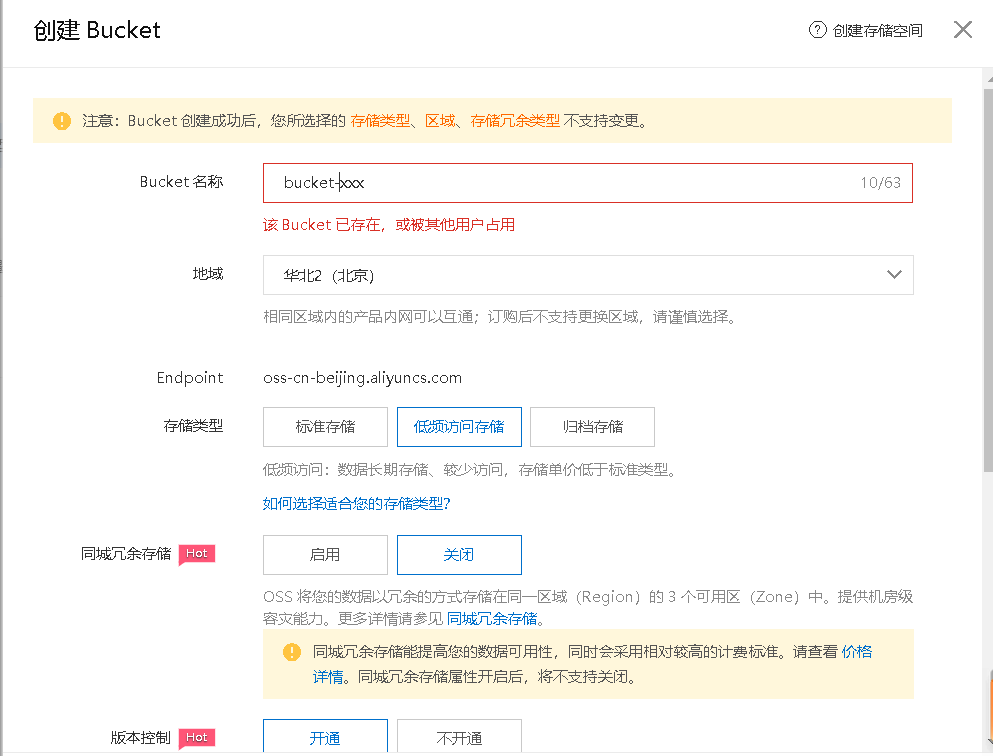 创建 Bucket
创建存储空间
注意：Bucket 创建成功后，您所选择的 存储类型、区域、存储冗余类型 不支持变更。
Bucket 名称
bucket-xxx
10/63
该 Bucket 已存在，或被其他用户占用
地域
华北2（北京）
相同区域内的产品内网可以互通；订购后不支持更换区域，请谨慎选择。
Endpoint
oss-cn-beijing.aliyuncs.com
存储类型
标准存储
低频访问存储
归档存储
低频访问：数据长期存储、较少访问，存储单价低于标准类型。
如何选择适合您的存储类型?
同城冗余存储
Hot
启用
关闭
OSS 将您的数据以冗余的方式存储在同一区域（Region）的 3 个可用区（Zone）中。提供机房级
容灾能力。更多详情请参见 同城冗余存储。
同城冗余存储能提高您的数据可用性，同时会采用相对较高的计费标准。请查看 价格
详情。同城冗余存储属性开启后，将不支持关闭。
版本控制
Hot
开通
不开通